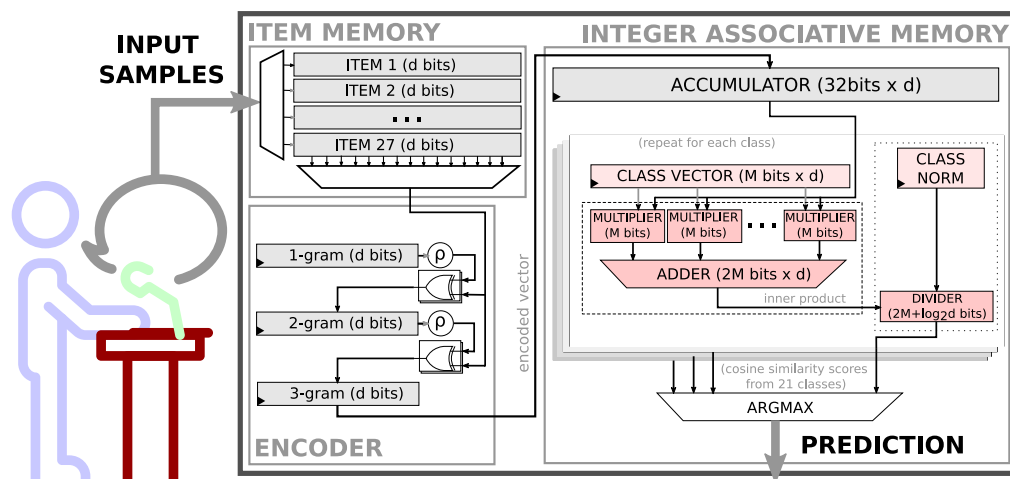 INPUT
SAMPLES
ITEM MEMORY
ITEM 1 (d bits)
ITEM 2 (d bits)
...
ITEM 27 (d bits)
1-gram (d bits)
ρ
2-gram (d bits)
ρ
3-gram (d bits)
ENCODER
encoded vector
INTEGER ASSOCIATIVE MEMORY
ACCUMULATOR (32bits x d)
(repeat for each class)
CLASS VECTOR (M bits x d)
CLASS
NORM
MULTIPLIER
(M bits)
MULTIPLIER
(M bits)
...
MULTIPLIER
(M bits)
ADDER (2M bits x d)
inner product
DIVIDER
(2M+log2d bits)
(cosine similarity scores
from 21 classes)
ARGMAX
PREDICTION